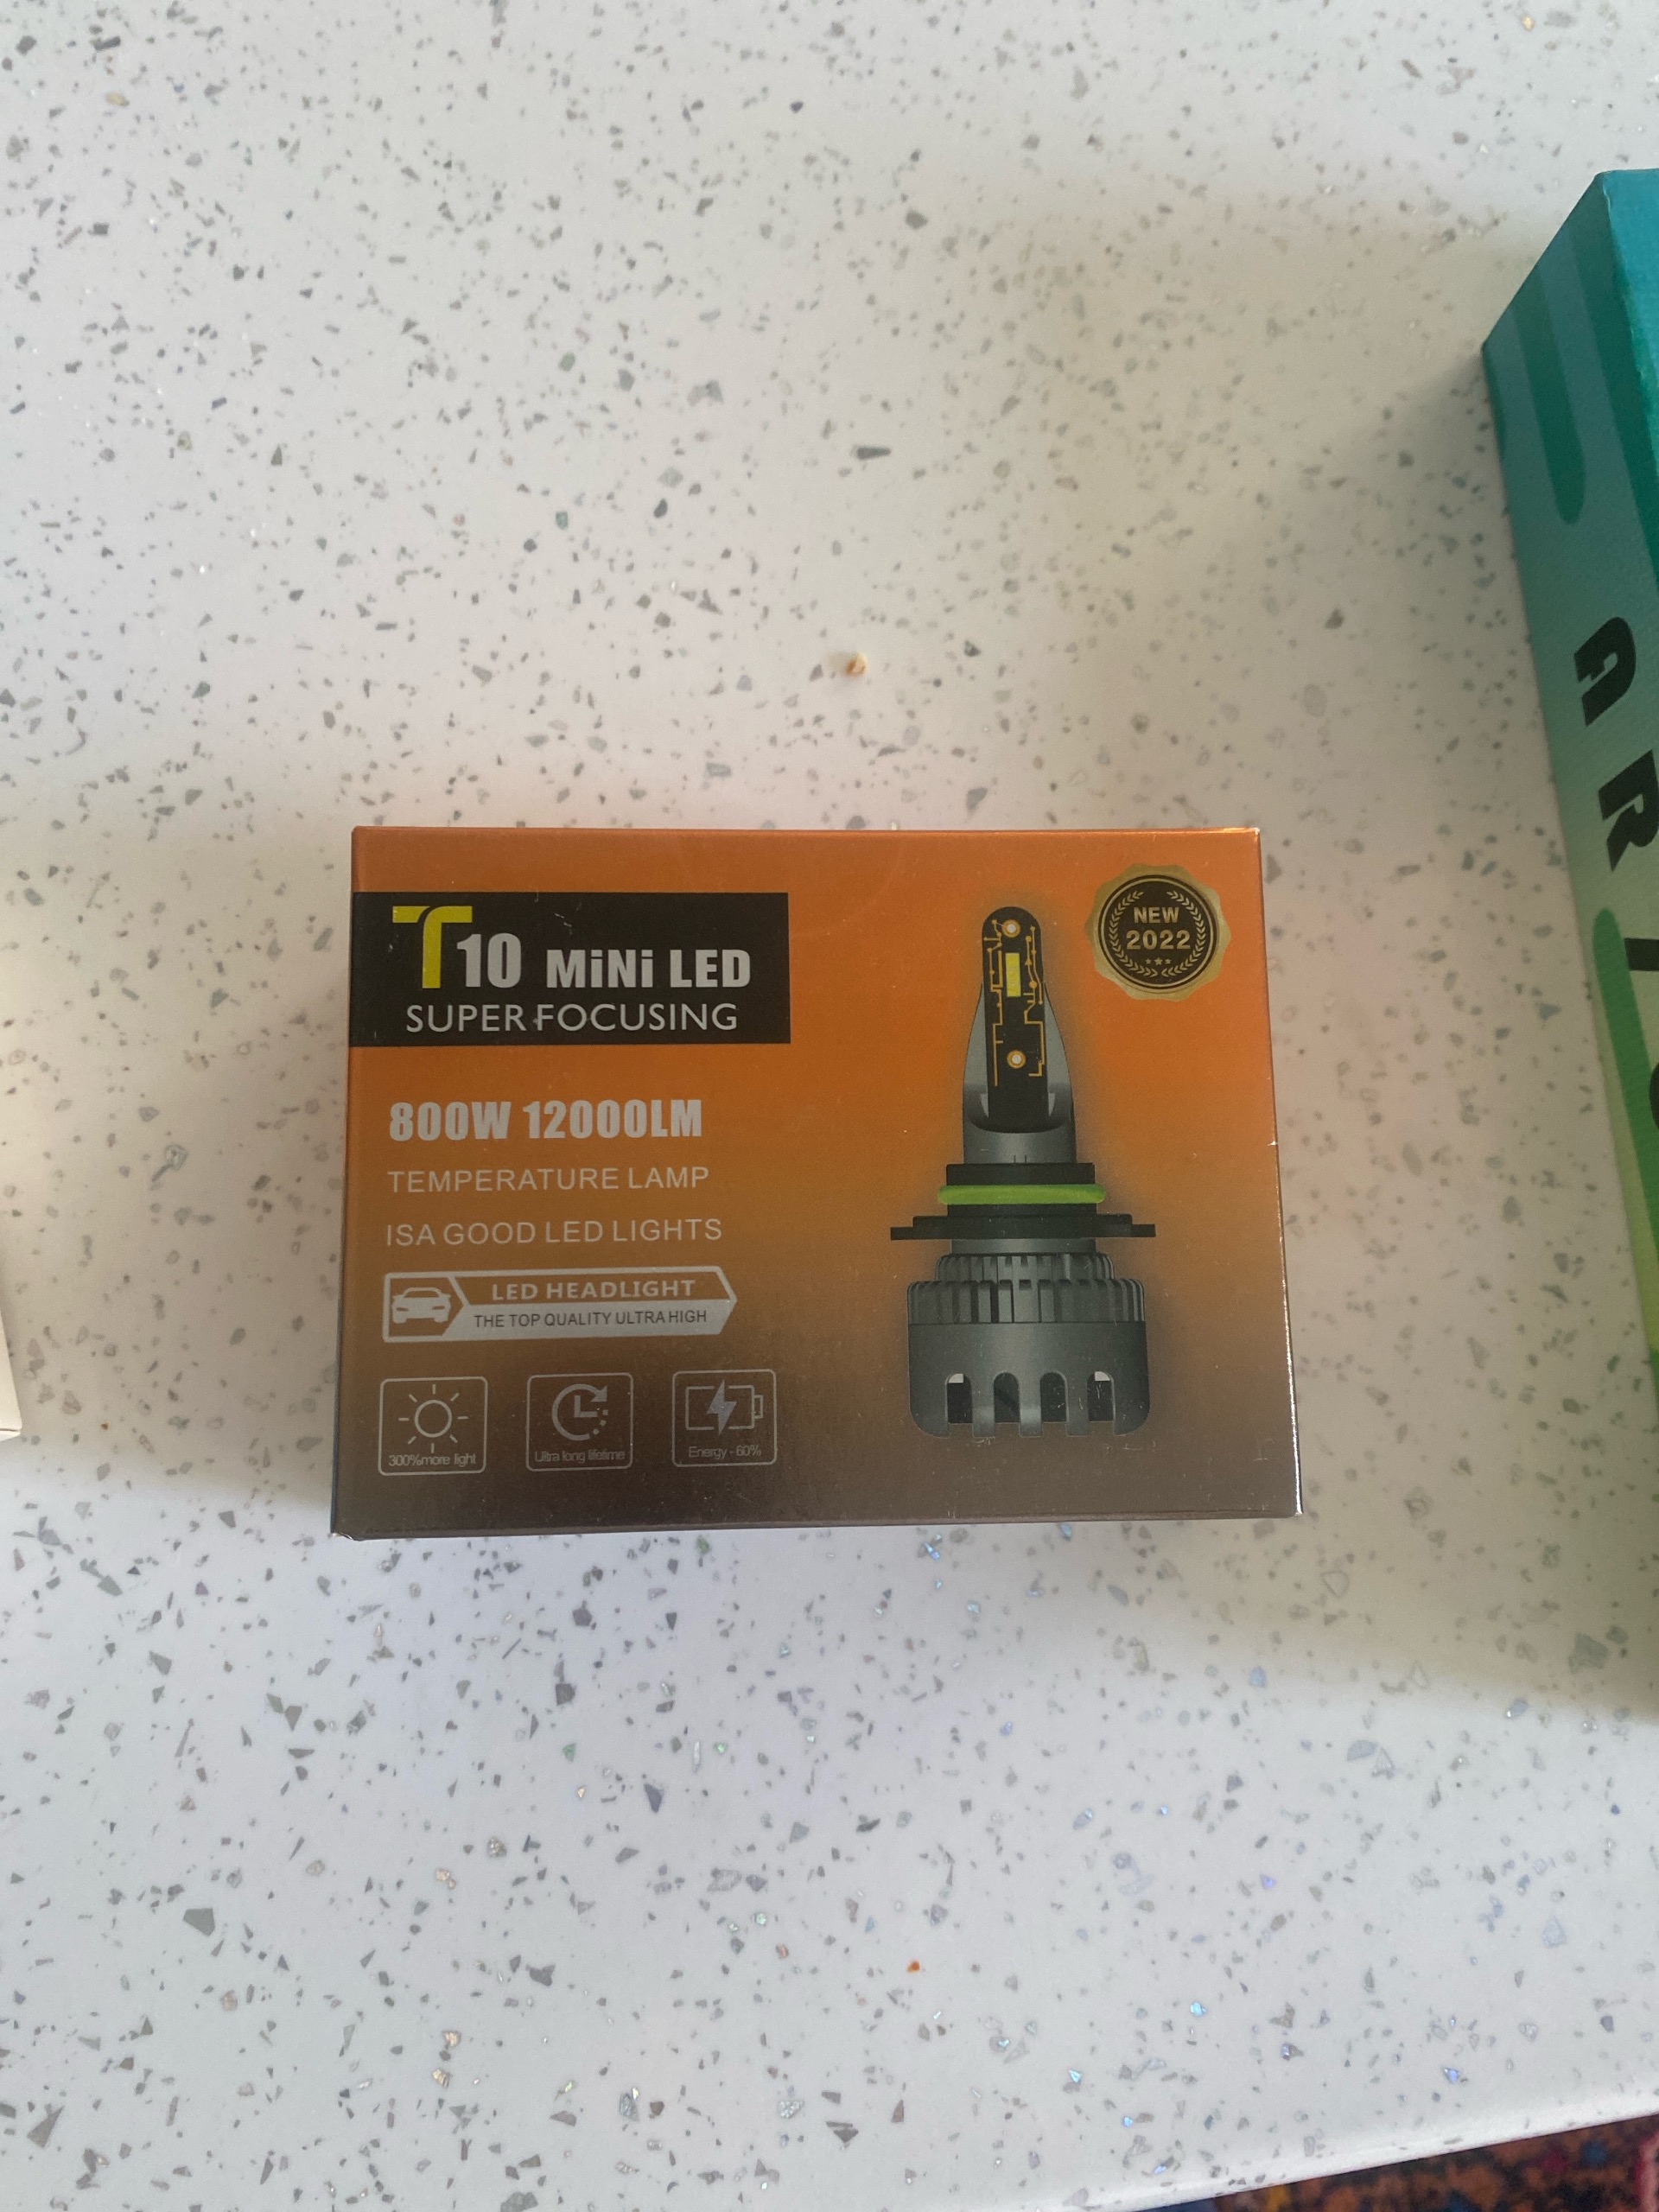 T10 MiNi LED
SUPER FOCUSING
NEW
2022
800W 12000LM
TEMPERATURE LAMP
ISA GOOD LED LIGHTS
LED HEADLIGHT
THE TOP QUALITY ULTRA HIGH
300%more light
Ultra long lifetime
Energy - 60%